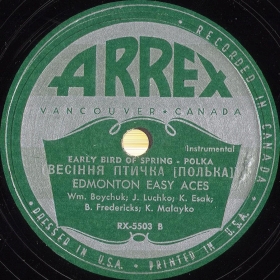 ARREX
VANCOUVER • CANADA
Instrumental
EARLY BIRD OF SPRING - POLKA
(ВЕСІННЯ ПТИЧКА [ПОЛЬКА)
EDMONTON EASY ACES
Wm. Boychuk; J. Luchko; K. Esak;
B. Fredericks; K. Malayko
RX-5503 B
RECORDED IN CANADA
PRESSED IN U.S.A. • PRINTED IN U.S.A.